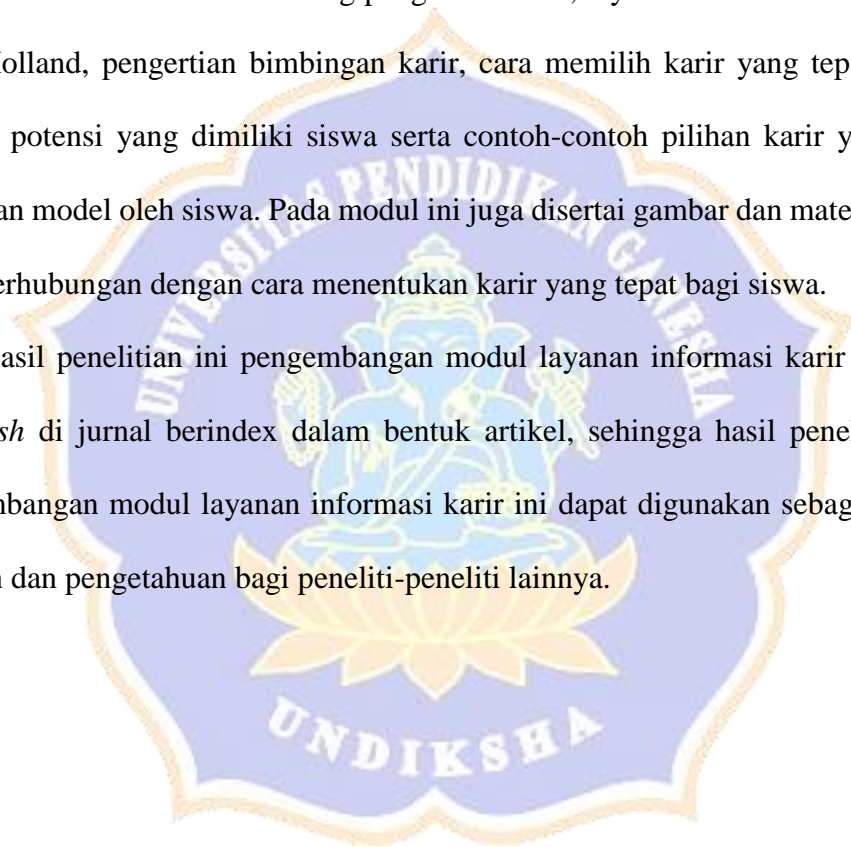 Holland, pengertian bimbingan karir, cara memilih karir yang tep
potensi yang dimiliki siswa serta contoh-contoh pilihan karir y
an model oleh siswa. Pada modul ini juga disertai gambar dan mate
erhubungan dengan cara menentukan karir yang tepat bagi siswa.
asil penelitian ini pengembangan modul layanan informasi karir
sh di jurnal berindex dalam bentuk artikel, sehingga hasil pene
mbangan modul layanan informasi karir ini dapat digunakan sebag
n dan pengetahuan bagi peneliti-peneliti lainnya.
UNIVERSITAS PENDIDIKAN GANESHA
UNDIKSHA